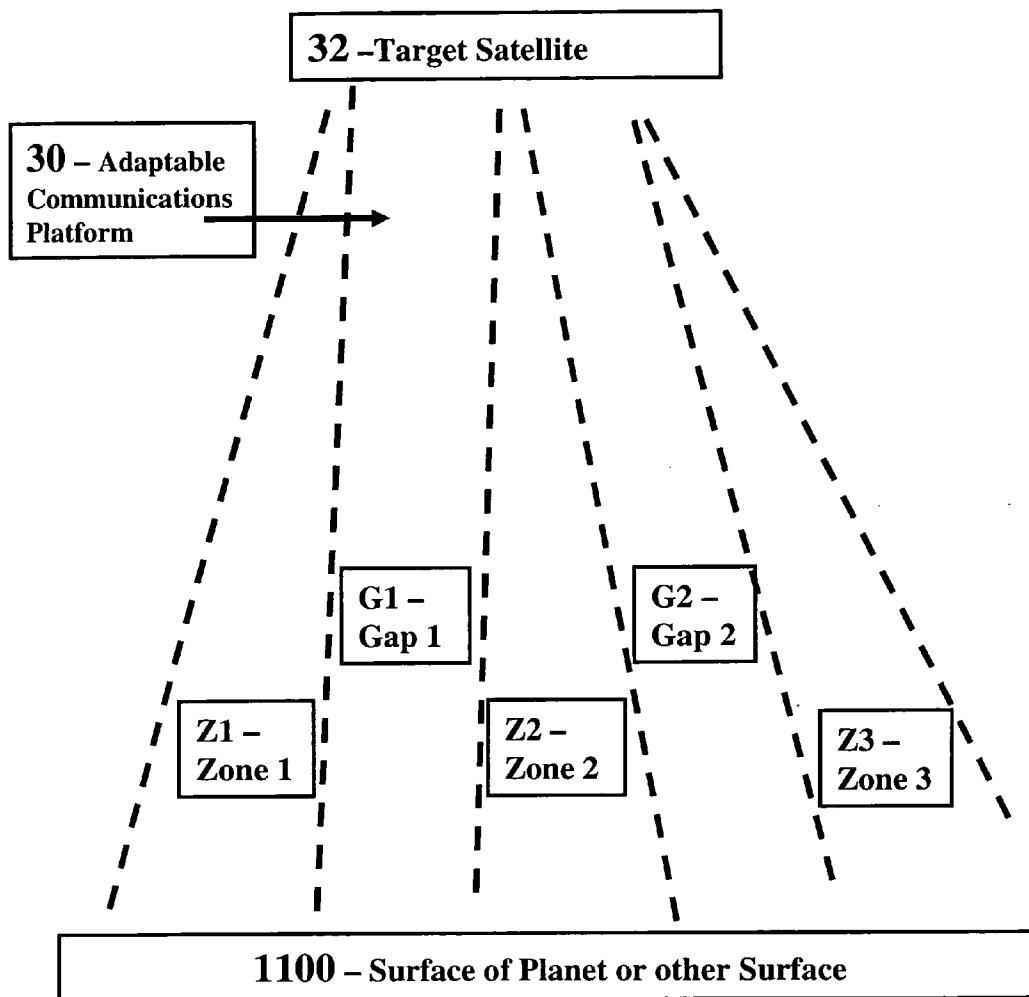 32 –Target Satellite
30 – Adaptable
Communications
Platform
G1 –
Gap 1
G2 –
Gap 2
Z1 –
Zone 1
Z2 –
Zone 2
Z3 –
Zone 3
1100 – Surface of Planet or other Surface